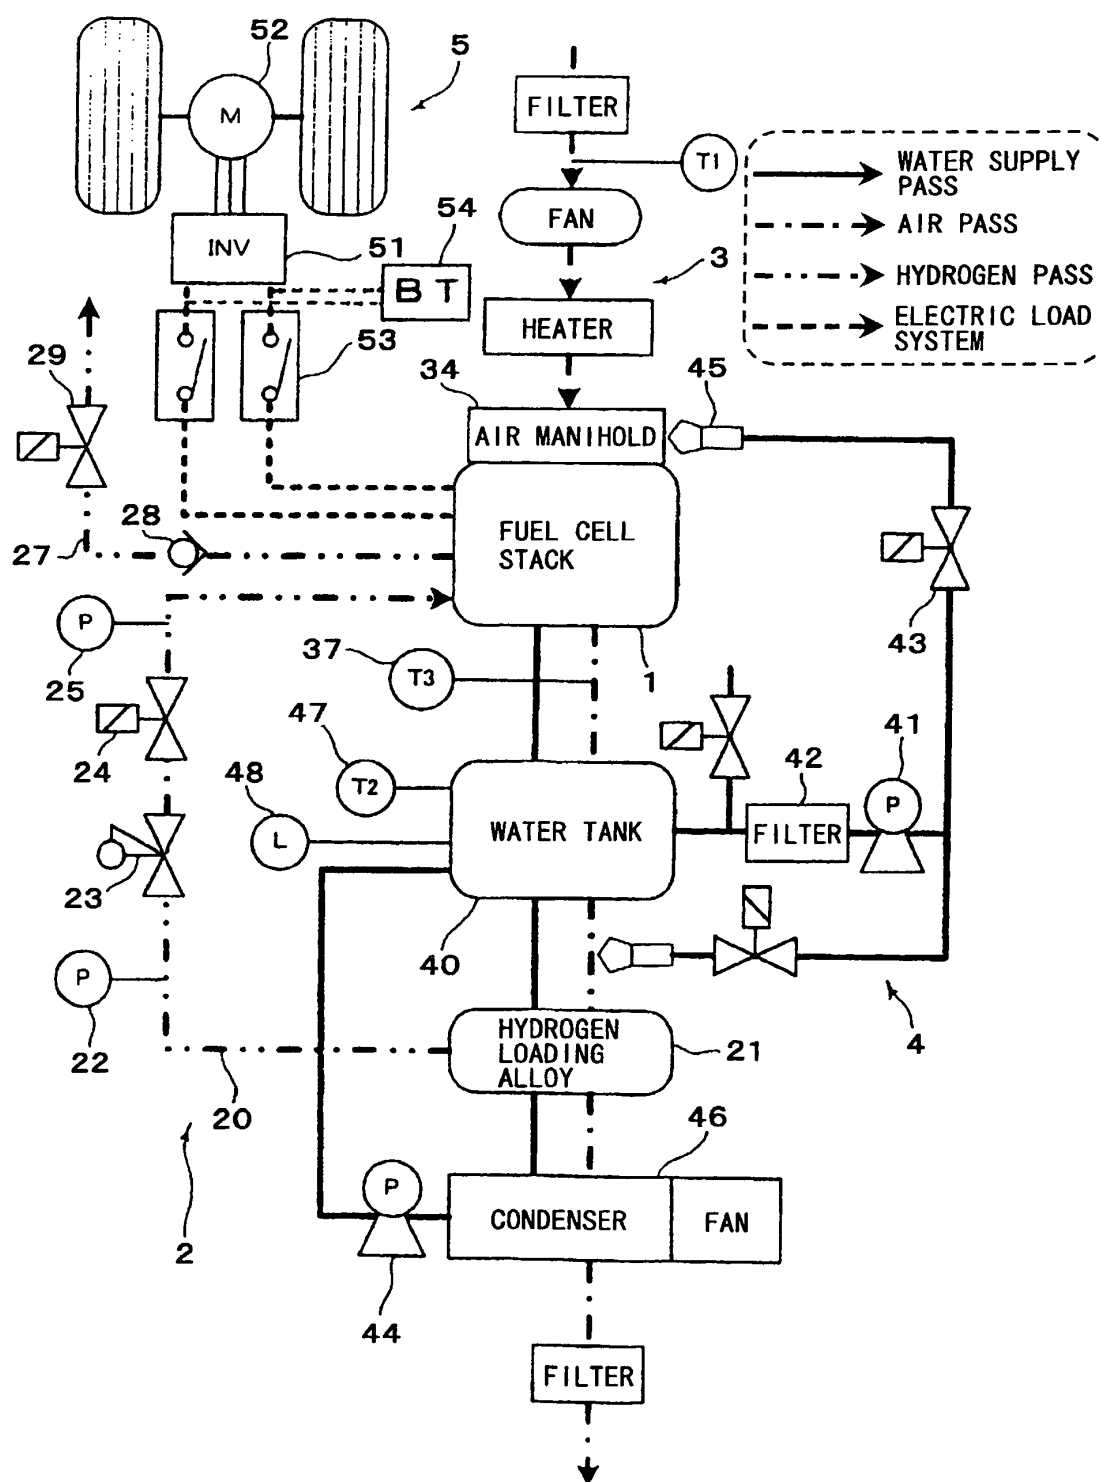 52
5
M
FILTER
T1
WATER SUPPLY
PASS
FAN
AIR PASS
54
INV
51
3
HYDROGEN PASS
BT
ELECTRIC LOAD
SYSTEM
HEATER
53
29
34
45
AIR MANIHOLD
28
FUEL CELL
STACK
27
P
25
43
37
T3
1
24
47
41
48
T2
42
P
WATER TANK
FILTER
L
23
40
P
22
HYDROGEN
LOADING
ALLOY
21
4
20
46
P
CONDENSER
FAN
2
44
FILTER